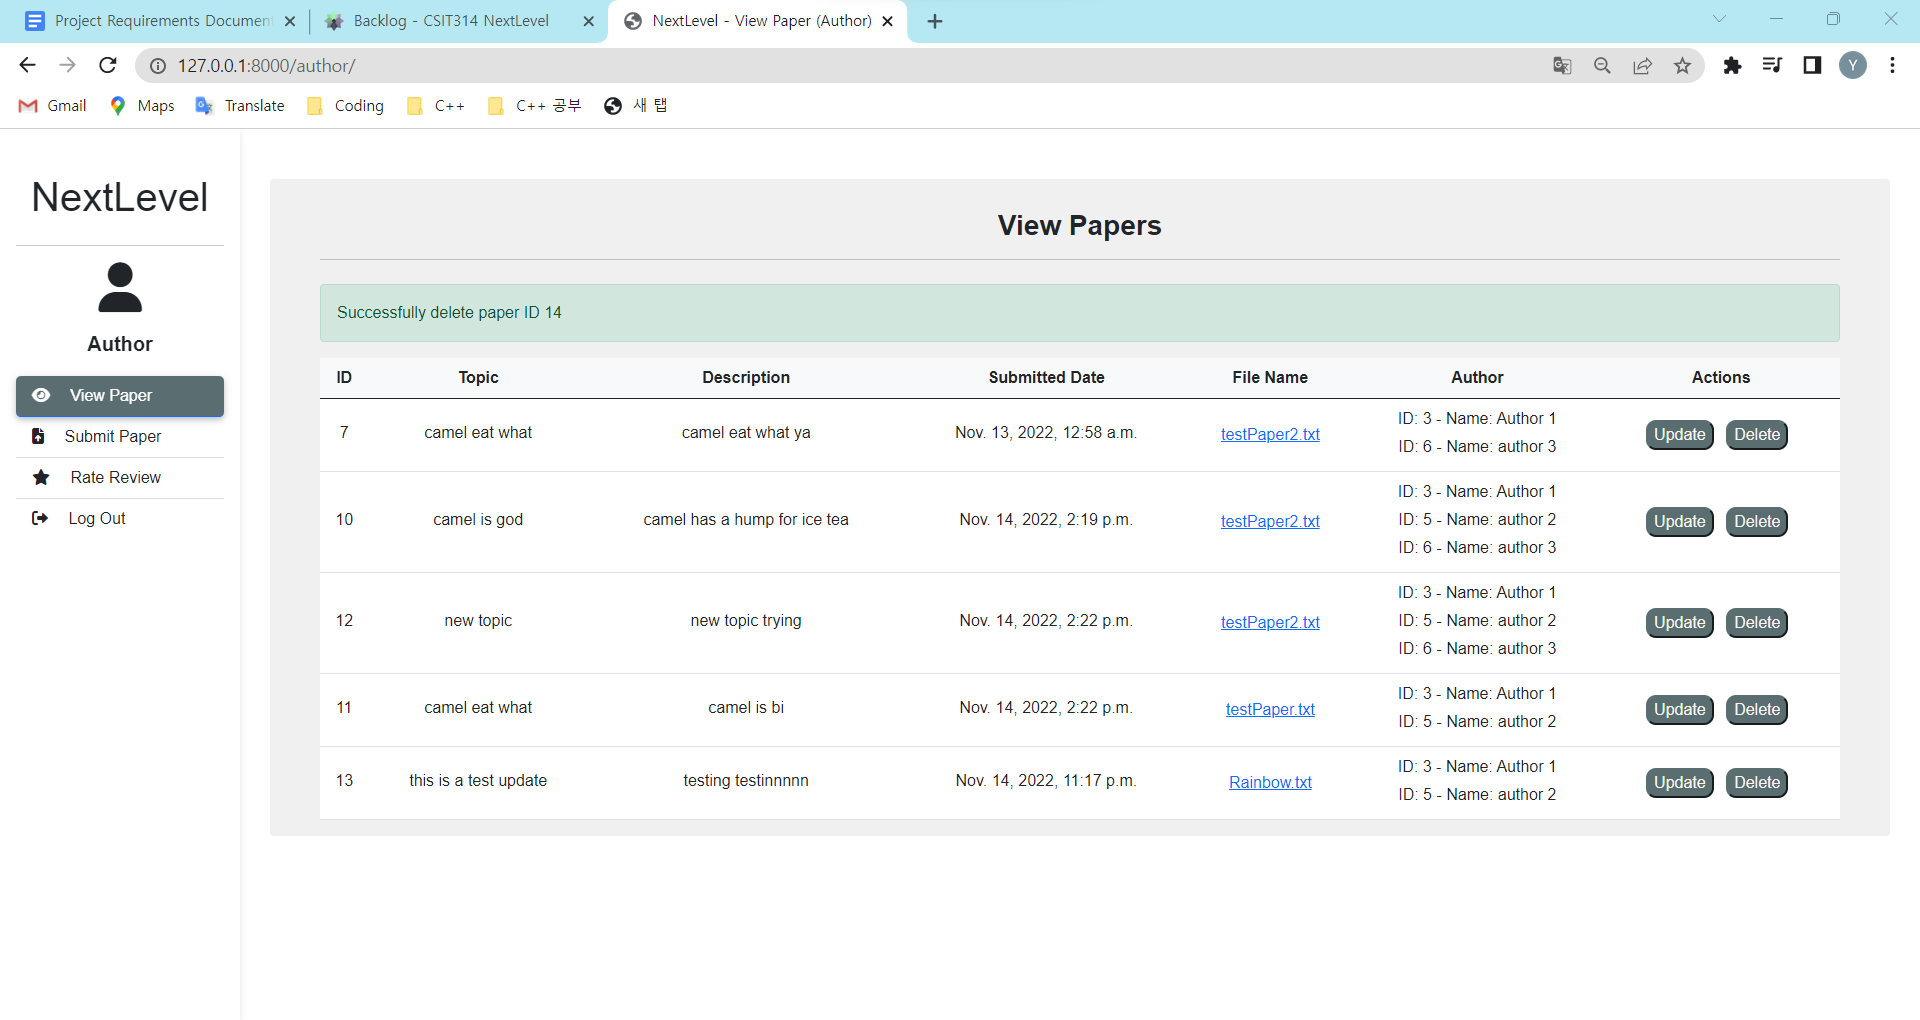 Project Requirements Documen
Backlog - CSIT314 NextLevel
NextLevel - View Paper (Author)
127.0.0.1:8000/author/
Y
Gmail
Maps
Translate
Coding
C++
C++ 공부
새 탭
NextLevel
Author
View Paper
Submit Paper
Rate Review
Log Out
View Papers
Successfully delete paper ID 14
ID Topic Description Submitted Date File Name Author Actions
7 camel eat what camel eat what ya Nov. 13, 2022, 12:58 a.m. testPaper2.txt ID: 3 - Name: Author 1
ID: 6 - Name: author 3
Update Delete
10 camel is god camel has a hump for ice tea Nov. 14, 2022, 2:19 p.m. testPaper2.txt ID: 3 - Name: Author 1
ID: 5 - Name: author 2
ID: 6 - Name: author 3
Update Delete
12 new topic new topic trying Nov. 14, 2022, 2:22 p.m. testPaper2.txt ID: 3 - Name: Author 1
ID: 5 - Name: author 2
ID: 6 - Name: author 3
Update Delete
11 camel eat what camel is bi Nov. 14, 2022, 2:22 p.m. testPaper.txt ID: 3 - Name: Author 1
ID: 5 - Name: author 2
Update Delete
13 this is a test update testing testinnnnn Nov. 14, 2022, 11:17 p.m. Rainbow.txt ID: 3 - Name: Author 1
ID: 5 - Name: author 2
Update Delete